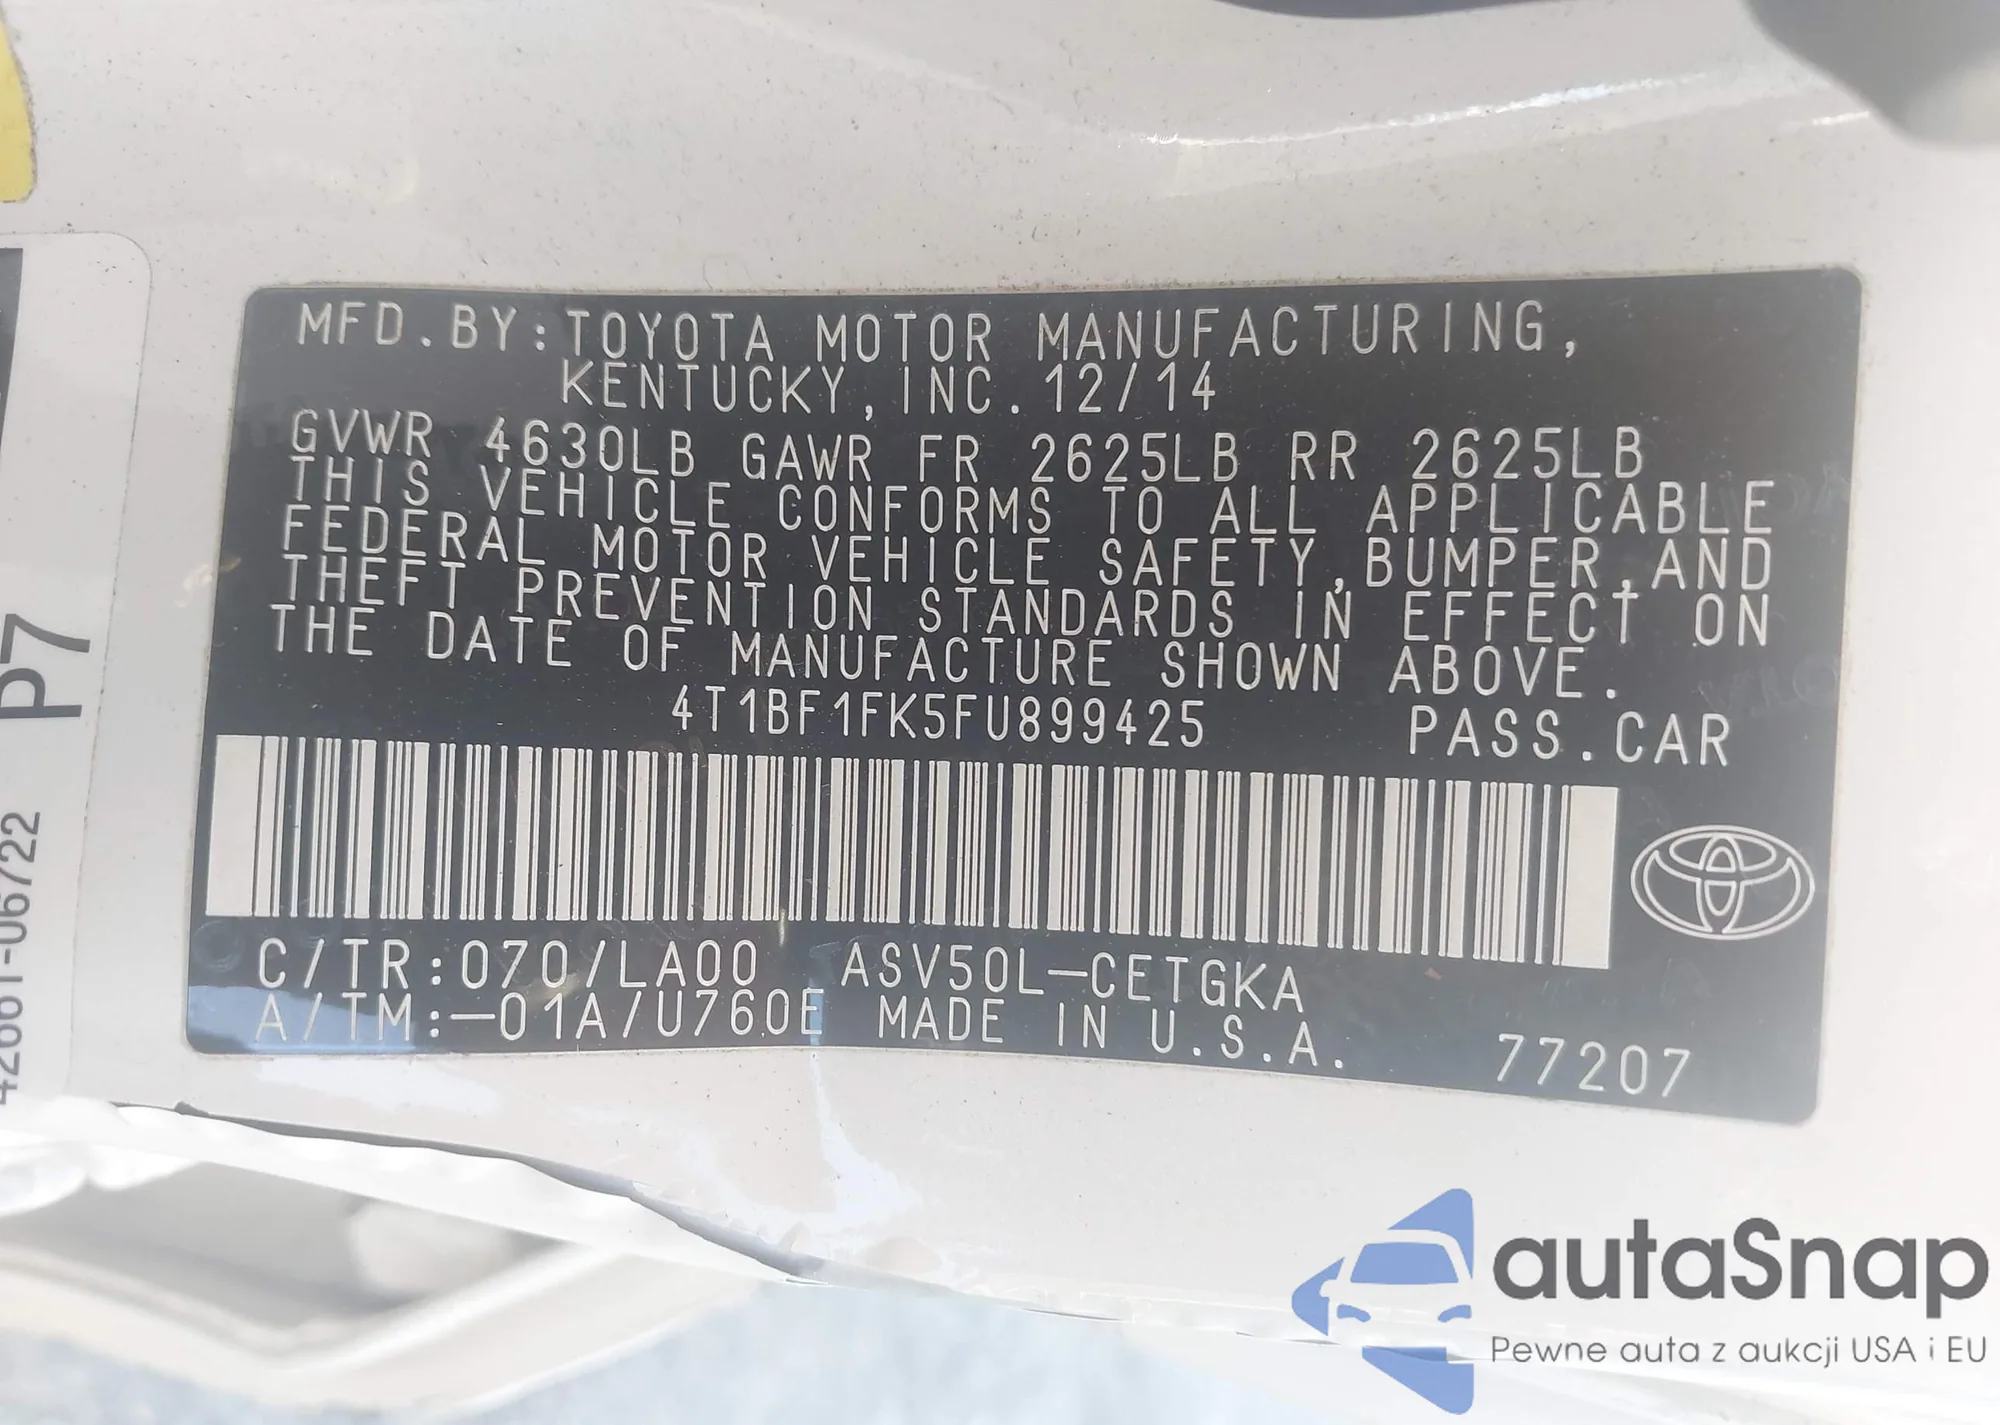 MFD.BY:TOYOTA MOTOR MANUFACTURING,
KENTUCKY,INC.12/14
GVWR 4630LB GAWR FR 2625LB RR 2625LB
THIS VEHICLE CONFORMS TO ALL APPLICABLE
FEDERAL MOTOR VEHICLE SAFETY,BUMPER,AND
THEFT PREVENTION STANDARDS IN EFFECT ON
THE DATE OF MANUFACTURE SHOWN ABOVE.
4T1BF1FK5FU899425 PASS.CAR
C/TR:070/LA00 ASV50L-CETGKA
A/TM:-01A/U760E MADE IN U.S.A. 77207
P7
42661-06722
autaSnap
Pewne auta z aukcji USA i EU